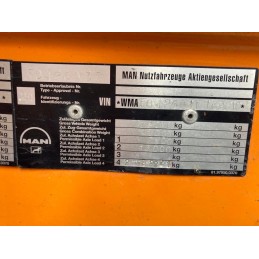 Betriebserlaubnis Nr.
Type - Approval - Nr.
MAN Nutzfahrzeuge Aktiengesellschaft
Fahrzeug
Identifizierungs - Nr.
VIN
*WMA
Zulässiges Gesamtgewicht
Gross Vehicle Weight
kg
Zul. Zug-Gesamtgewicht
Gross Combination Weight
kg
Zul. Achslast Achse 1
Permissible Axle Load 1
1
kg
kg
Zul. Achslast Achse 2
Permissible Axle Load 2
2
kg
kg
Zul. Achslast Achse 3
Permissible Axle Load 3
3
kg
kg
Zul. Achslast Achse 4
Permissible Axle Load 4
4
kg
kg
MAN